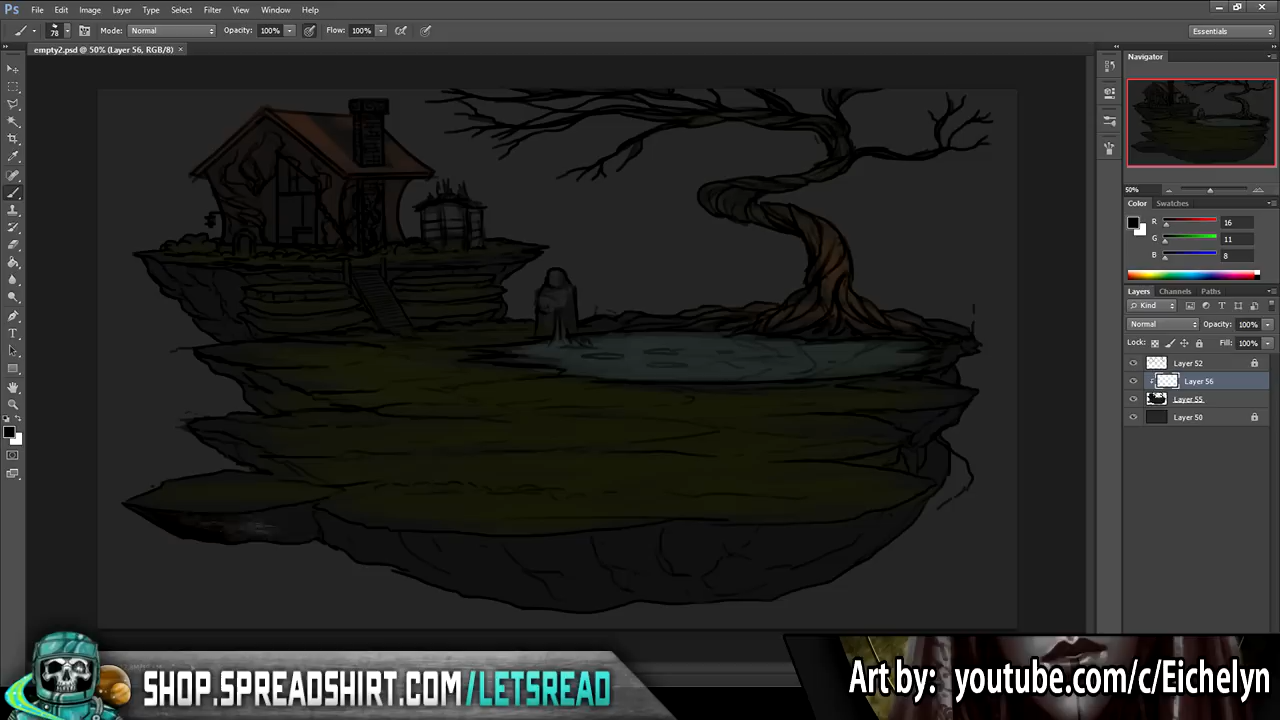 Ps File Edit Image Layer Type Select Filter View Window Help
78 Mode: Normal Opacity: 100% Flow: 100% Essentials
empty2.psd @ 50% (Layer 56, RGB/8) ×
Navigator
50%
Color Swatches
R 16
G 11
B 8
Layers Channels Paths
Kind
Normal Opacity: 100%
Lock: Fill: 100%
Layer 52
Layer 56
Layer 55
Layer 50
SHOP.SPREADSHIRT.COM/LETSREAD
Art by: youtube.com/c/Eichelyn